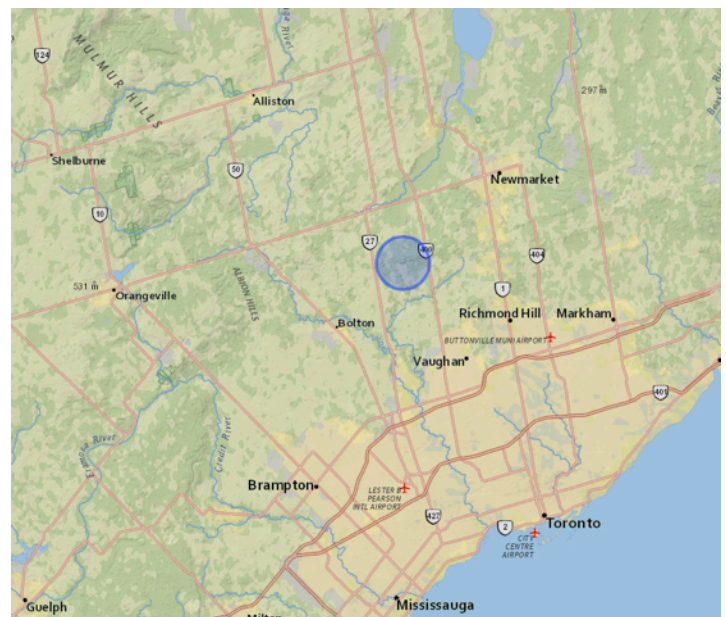 124
MULMUR HILLS
Alliston
297 m
Shelburne
50
10
Newmarket
27
400
404
531 m
Orangeville
ALBION HILLS
1
Bolton
Richmond Hill
Markham
BUTTONVILLE MUNI AIRPORT
Vaughan
401
River
Credit River
Brampton
LESTER B
PEARSON
INTL AIRPORT
427
2
Toronto
CITY
CENTRE
AIRPORT
Guelph
Mississauga